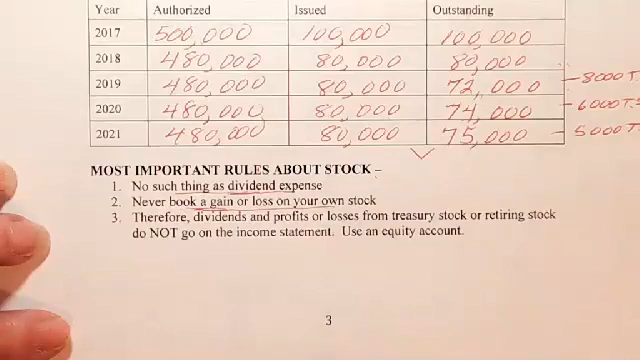 Year Authorized Issued Outstanding
2017 500,000 100,000 100,000
2018 480,000 80,000 80,000
2019 480,000 80,000 72,000 - 8000 T.
2020 480,000 80,000 74,000 - 6000 T.
2021 480,000 80,000 75,000 - 5000 T
MOST IMPORTANT RULES ABOUT STOCK –
1. No such thing as dividend expense
2. Never book a gain or loss on your own stock
3. Therefore, dividends and profits or losses from treasury stock or retiring stock
do NOT go on the income statement. Use an equity account.
3